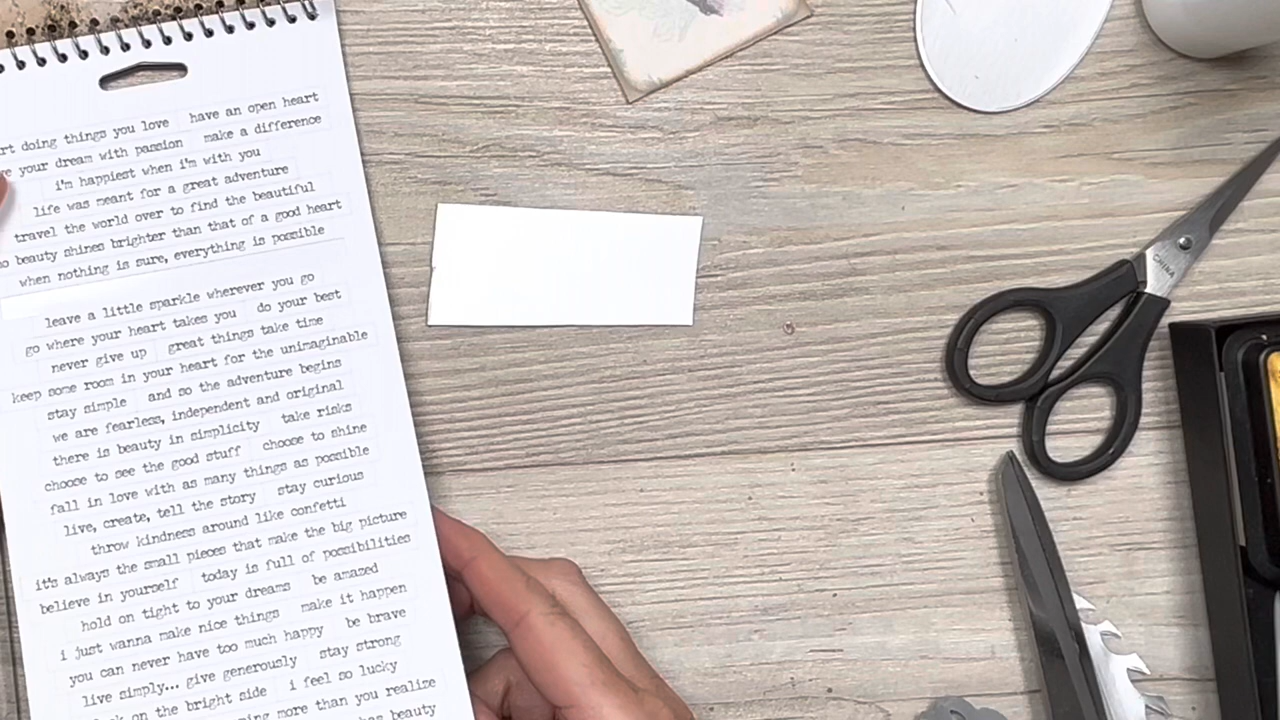 doing things you love have an open heart
your dream with passion make a difference
i'm happiest when i'm with you
life was meant for a great adventure
travel the world over to find the beautiful
beauty shines brighter than that of a good heart
when nothing is sure, everything is possible
leave a little sparkle wherever you go
go where your heart takes you do your best
never give up great things take time
keep some room in your heart for the unimaginable
stay simple and so the adventure begins
we are fearless, independent and original
there is beauty in simplicity take risks
choose to see the good stuff choose to shine
fall in love with as many things as possible
live, create, tell the story stay curious
throw kindness around like confetti
it's always the small pieces that make the big picture
believe in yourself today is full of possibilities
hold on tight to your dreams be amazed
i just wanna make nice things make it happen
you can never have too much happy be brave
live simply... give generously stay strong
on the bright side i feel so lucky
more than you realize
beauty
CHINA